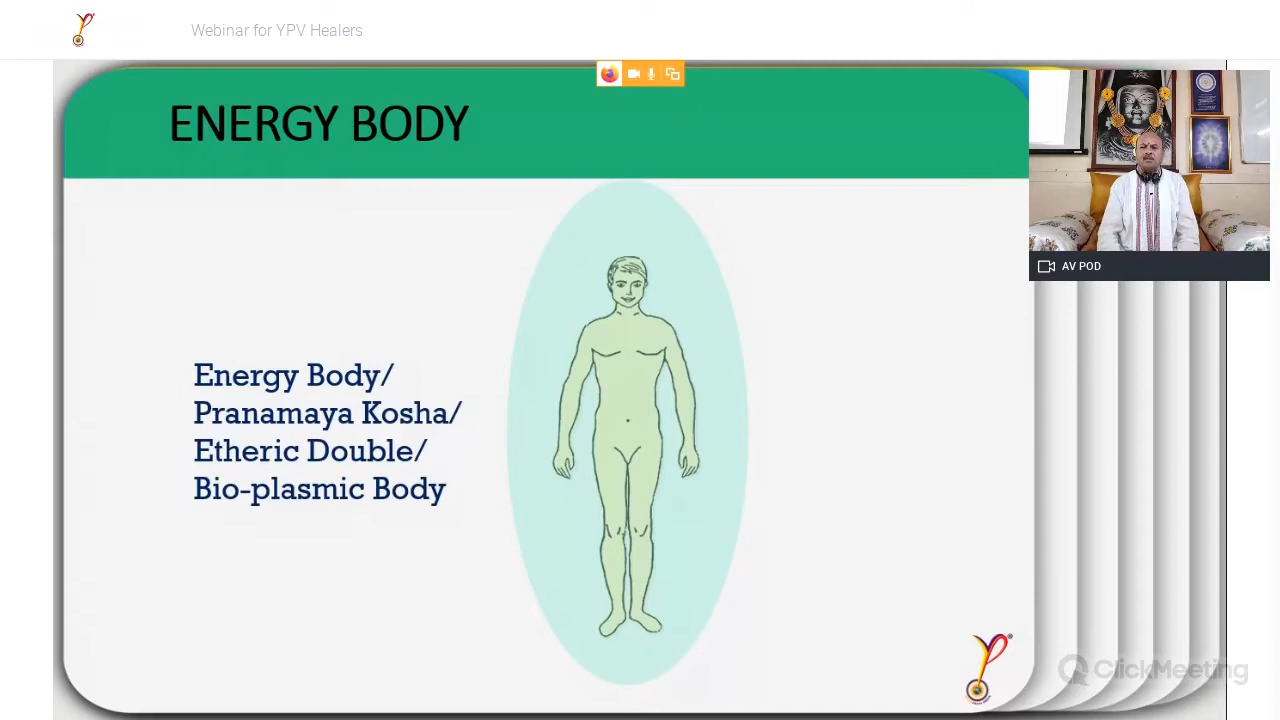 Webinar for YPV Healers
ENERGY BODY
AV POD
Energy Body/
Pranamaya Kosha/
Etheric Double/
Bio-plasmic Body
ClickMeeting